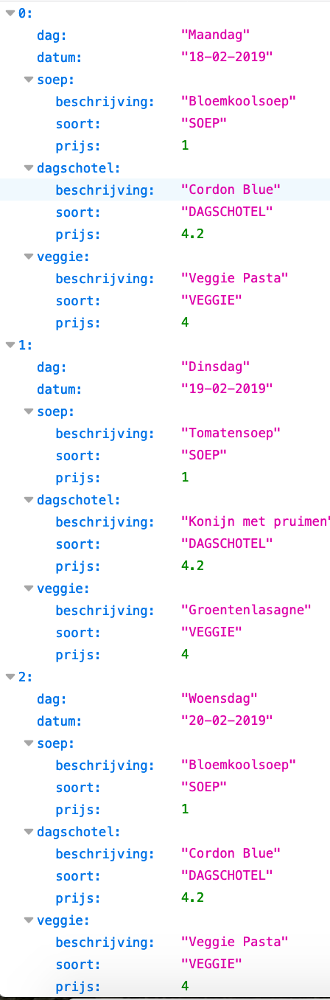 0:
dag: "Maandag"
datum: "18-02-2019"
soep:
beschrijving: "Bloemkoolsoep"
soort: "SOEP"
prijs: 1
dagschotel:
beschrijving: "Cordon Blue"
soort: "DAGSCHOTEL"
prijs: 4.2
veggie:
beschrijving: "Veggie Pasta"
soort: "VEGGIE"
prijs: 4
1:
dag: "Dinsdag"
datum: "19-02-2019"
soep:
beschrijving: "Tomatensoep"
soort: "SOEP"
prijs: 1
dagschotel:
beschrijving: "Konijn met pruimen"
soort: "DAGSCHOTEL"
prijs: 4.2
veggie:
beschrijving: "Groentenlasagne"
soort: "VEGGIE"
prijs: 4
2:
dag: "Woensdag"
datum: "20-02-2019"
soep:
beschrijving: "Bloemkoolsoep"
soort: "SOEP"
prijs: 1
dagschotel:
beschrijving: "Cordon Blue"
soort: "DAGSCHOTEL"
prijs: 4.2
veggie:
beschrijving: "Veggie Pasta"
soort: "VEGGIE"
prijs: 4